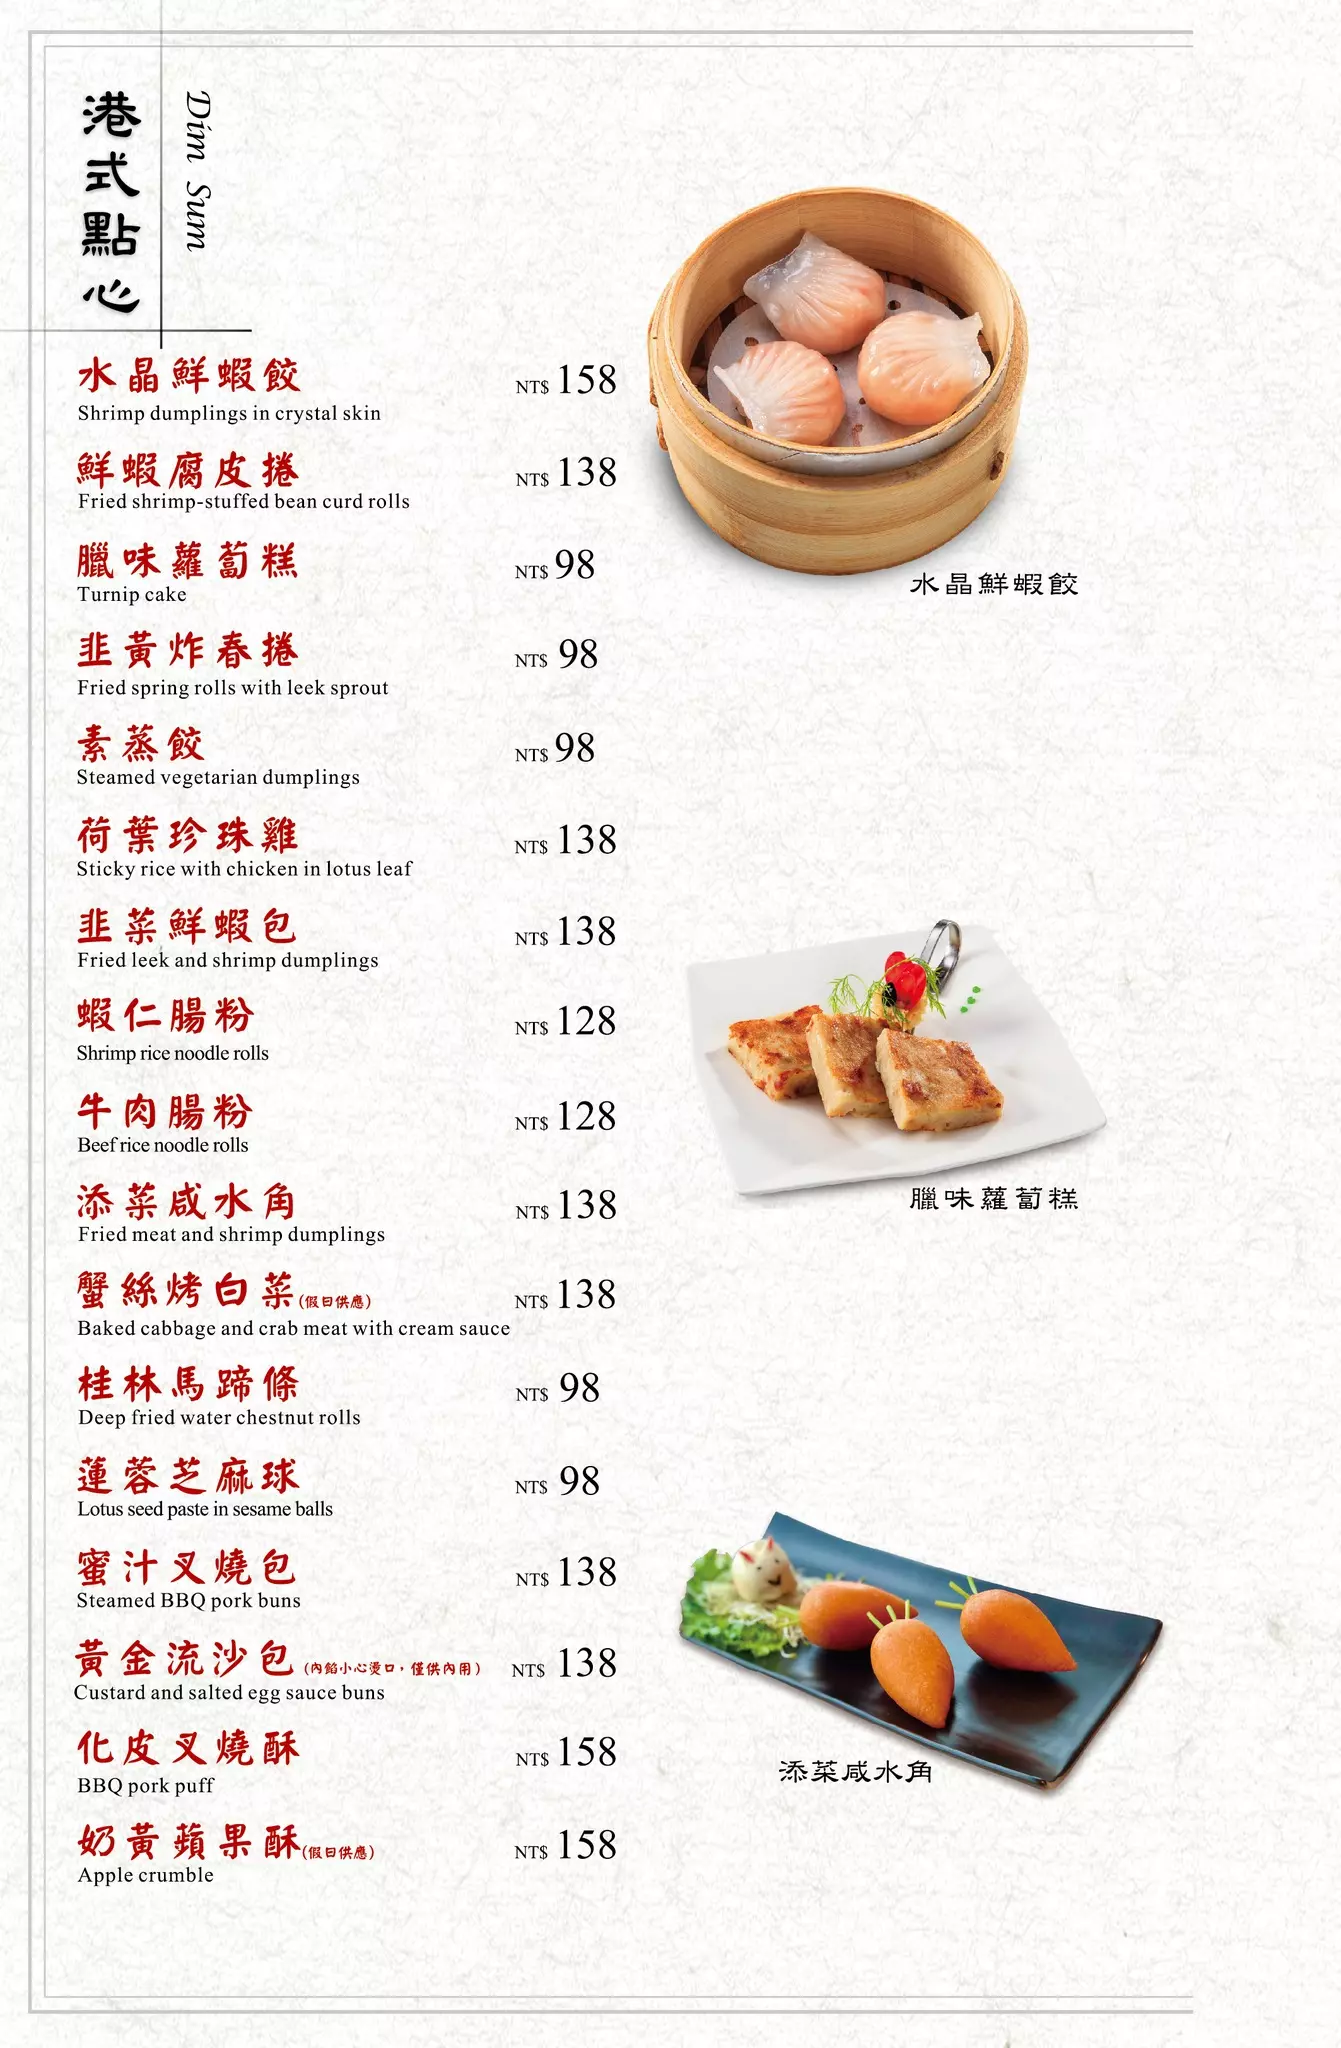 港式點心
Dim Sum
水晶鮮蝦餃 NT$ 158
Shrimp dumplings in crystal skin
鮮蝦腐皮捲 NT$ 138
Fried shrimp-stuffed bean curd rolls
臘味蘿蔔糕 NT$ 98
Turnip cake
韭黃炸春捲 NT$ 98
Fried spring rolls with leek sprout
素蒸餃 NT$ 98
Steamed vegetarian dumplings
荷葉珍珠雞 NT$ 138
Sticky rice with chicken in lotus leaf
韭菜鮮蝦包 NT$ 138
Fried leek and shrimp dumplings
蝦仁腸粉 NT$ 128
Shrimp rice noodle rolls
牛肉腸粉 NT$ 128
Beef rice noodle rolls
添菜咸水角 NT$ 138
Fried meat and shrimp dumplings
蟹絲烤白菜(假日供應) NT$ 138
Baked cabbage and crab meat with cream sauce
桂林馬蹄條 NT$ 98
Deep fried water chestnut rolls
蓮蓉芝麻球 NT$ 98
Lotus seed paste in sesame balls
蜜汁叉燒包 NT$ 138
Steamed BBQ pork buns
黃金流沙包 (內餡小心燙口，僅供內用) NT$ 138
Custard and salted egg sauce buns
化皮叉燒酥 NT$ 158
BBQ pork puff
奶黃蘋果酥(假日供應) NT$ 158
Apple crumble
水晶鮮蝦餃
臘味蘿蔔糕
添菜咸水角